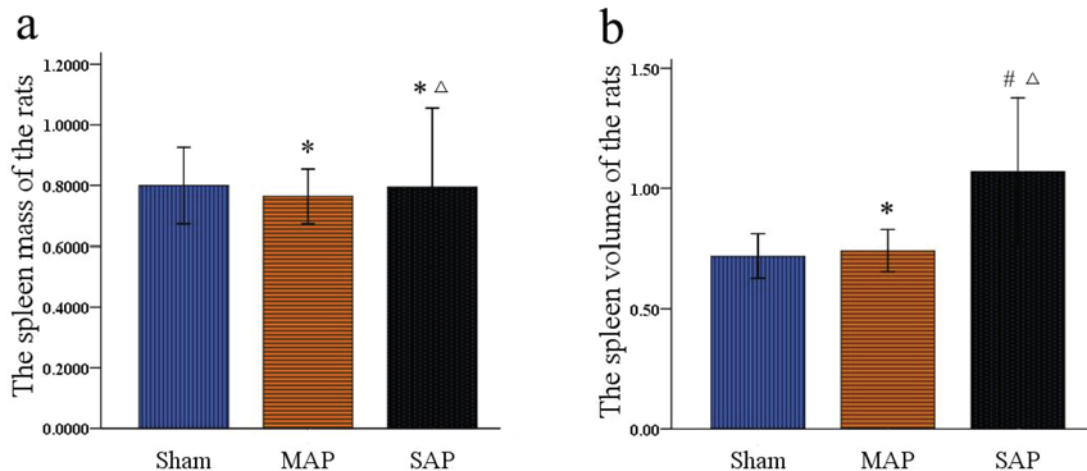 a
The spleen mass of the rats
1.2000
1.0000
0.8000
0.6000
0.4000
0.2000
0.0000
*
* △
Sham MAP SAP
b
The spleen volume of the rats
1.50
1.00
0.50
0.00
*
# △
Sham MAP SAP